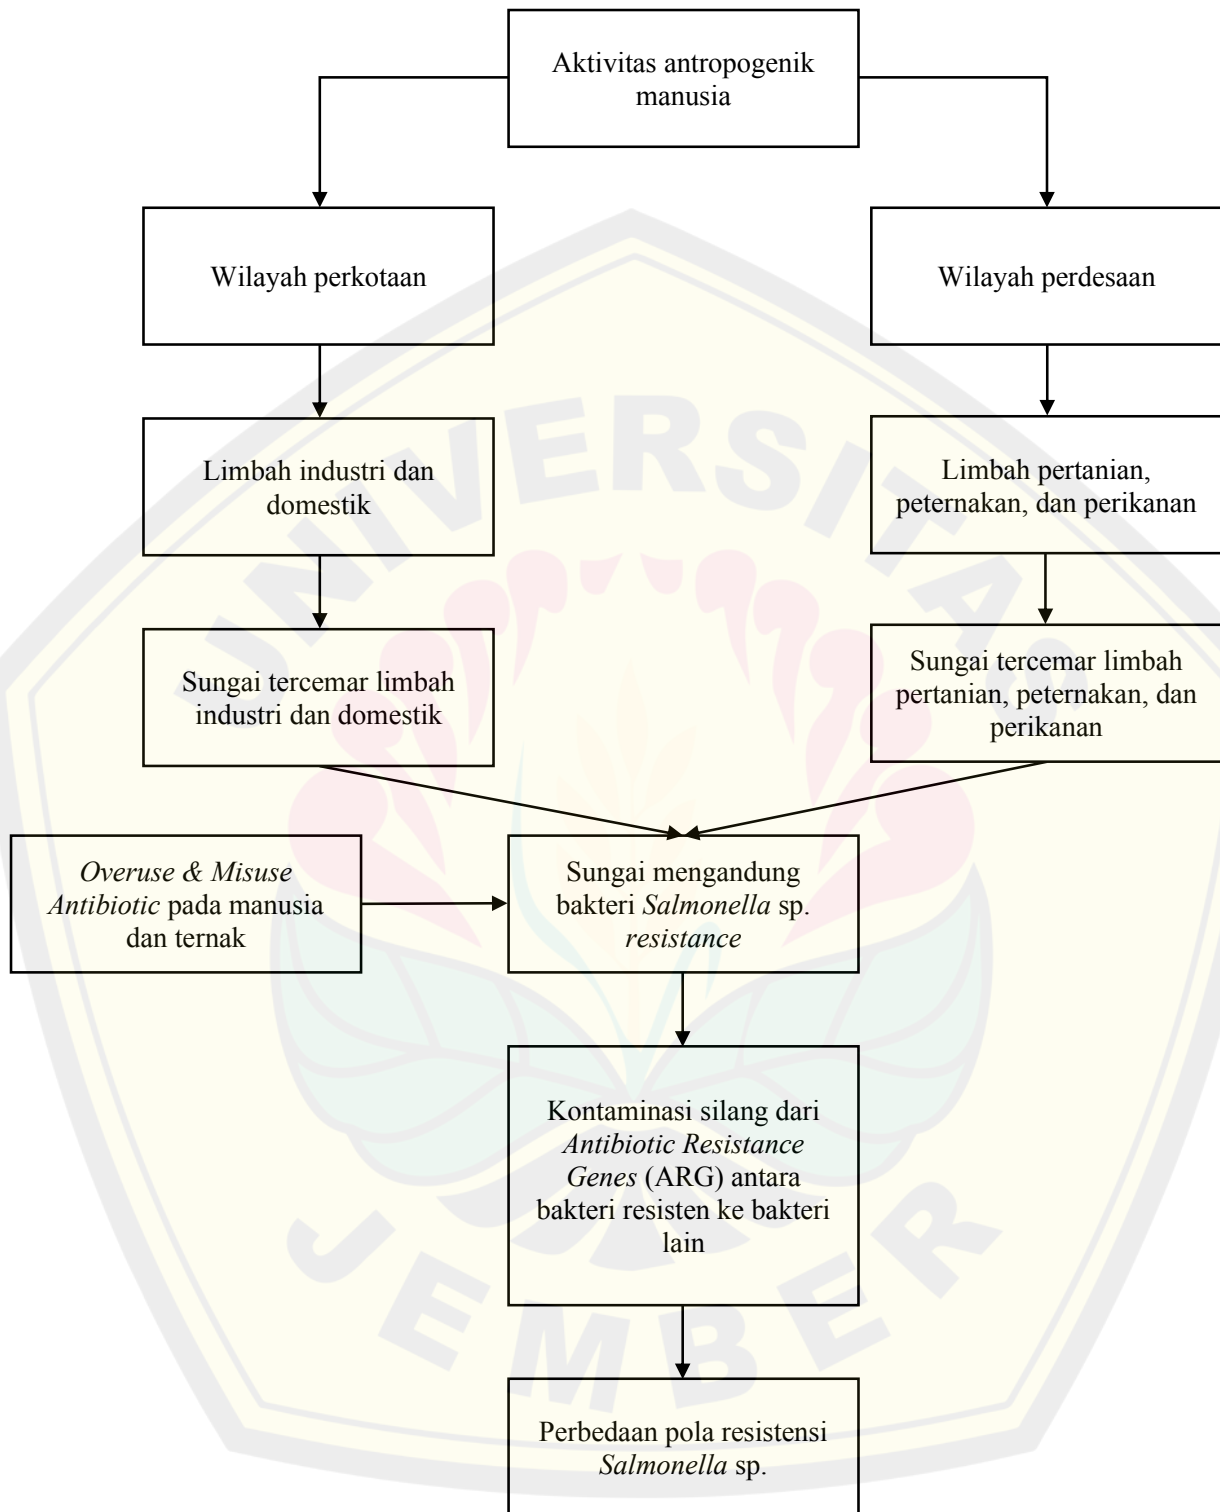 Aktivitas antropogenik
manusia
Wilayah perkotaan
Wilayah perdesaan
Limbah industri dan
domestik
Limbah pertanian,
peternakan, dan perikanan
Sungai tercemar limbah
industri dan domestik
Sungai tercemar limbah
pertanian, peternakan, dan
perikanan
Overuse & Misuse
Antibiotic pada manusia
dan ternak
Sungai mengandung
bakteri Salmonella sp.
resistance
Kontaminasi silang dari
Antibiotic Resistance
Genes (ARG) antara
bakteri resisten ke bakteri
lain
Perbedaan pola resistensi
Salmonella sp.
UNIVERSITAS
JEMBER